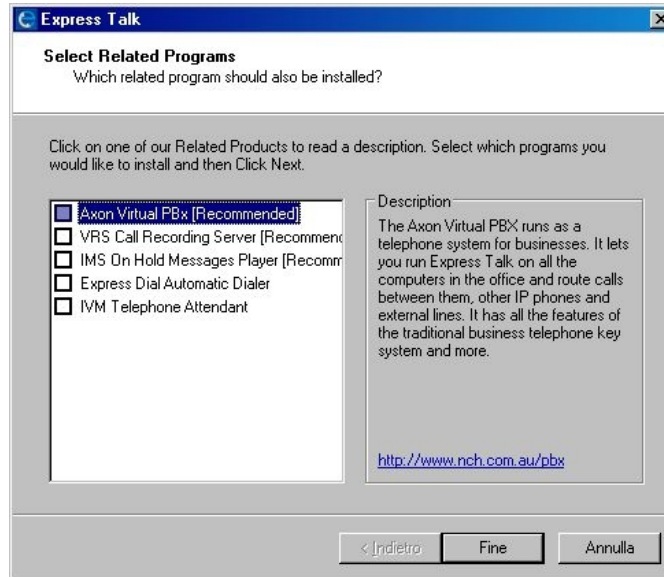 Express Talk
Select Related Programs
Which related program should also be installed?
Click on one of our Related Products to read a description. Select which programs you
would like to install and then Click Next.
Axon Virtual PBx [Recommended]
VRS Call Recording Server [Recommend
IMS On Hold Messages Player [Recomm
Express Dial Automatic Dialer
IVM Telephone Attendant
Description
The Axon Virtual PBX runs as a
telephone system for businesses. It lets
you run Express Talk on all the
computers in the office and route calls
between them, other IP phones and
external lines. It has all the features of
the traditional business telephone key
system and more.
http://www.nch.com.au/pbx
< Indietro
Fine
Annulla